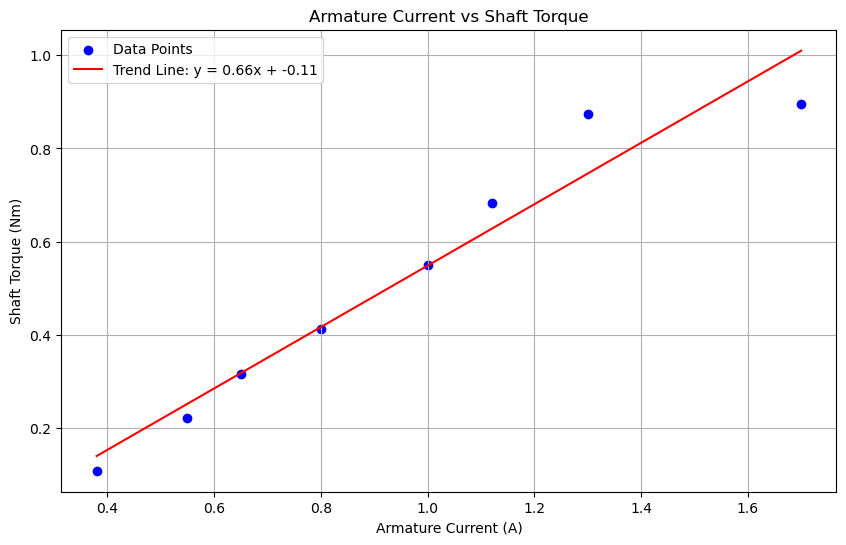 Armature Current vs Shaft Torque
Data Points
Trend Line: y = 0.66x + -0.11
1.0
0.8
0.6
0.4
0.2
Shaft Torque (Nm)
0.4 0.6 0.8 1.0 1.2 1.4 1.6
Armature Current (A)